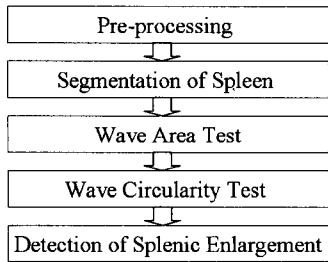 Pre-processing
Segmentation of Spleen
Wave Area Test
Wave Circularity Test
Detection of Splenic Enlargement